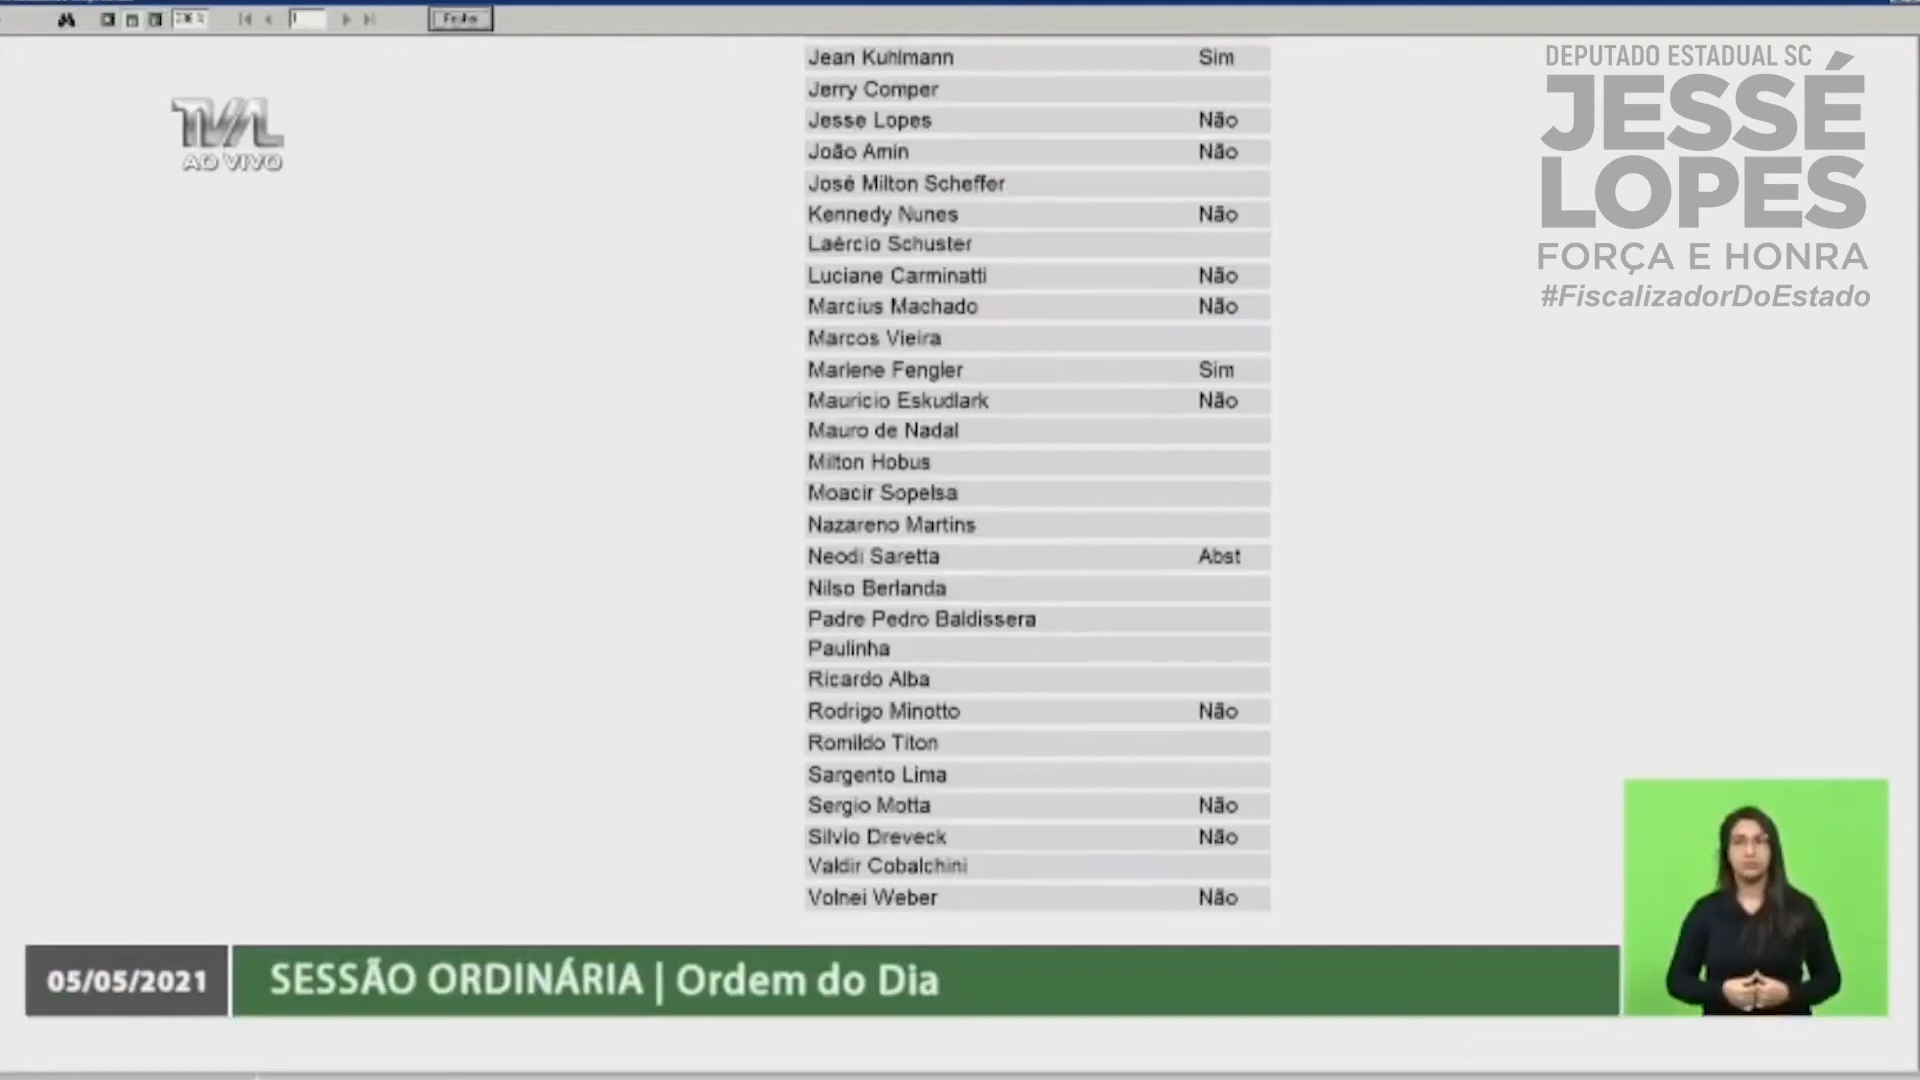 Fechar
Jean Kuhlmann Sim
Jerry Comper
Jesse Lopes Não
João Amin Não
José Milton Scheffer
Kennedy Nunes Não
Laércio Schuster
Luciane Carminatti Não
Marcius Machado Não
Marcos Vieira
Marlene Fengler Sim
Mauricio Eskudlark Não
Mauro de Nadal
Milton Hobus
Moacir Sopelsa
Nazareno Martins
Neodi Saretta Abst
Nilso Berlanda
Padre Pedro Baldissera
Paulinha
Ricardo Alba
Rodrigo Minotto Não
Romildo Titon
Sargento Lima
Sergio Motta Não
Silvio Dreveck Não
Valdir Cobalchini
Volnei Weber Não
TVAL
AO VIVO
DEPUTADO ESTADUAL SC
JESSÉ
LOPES
FORÇA E HONRA
#FiscalizadorDoEstado
05/05/2021 SESSÃO ORDINÁRIA | Ordem do Dia